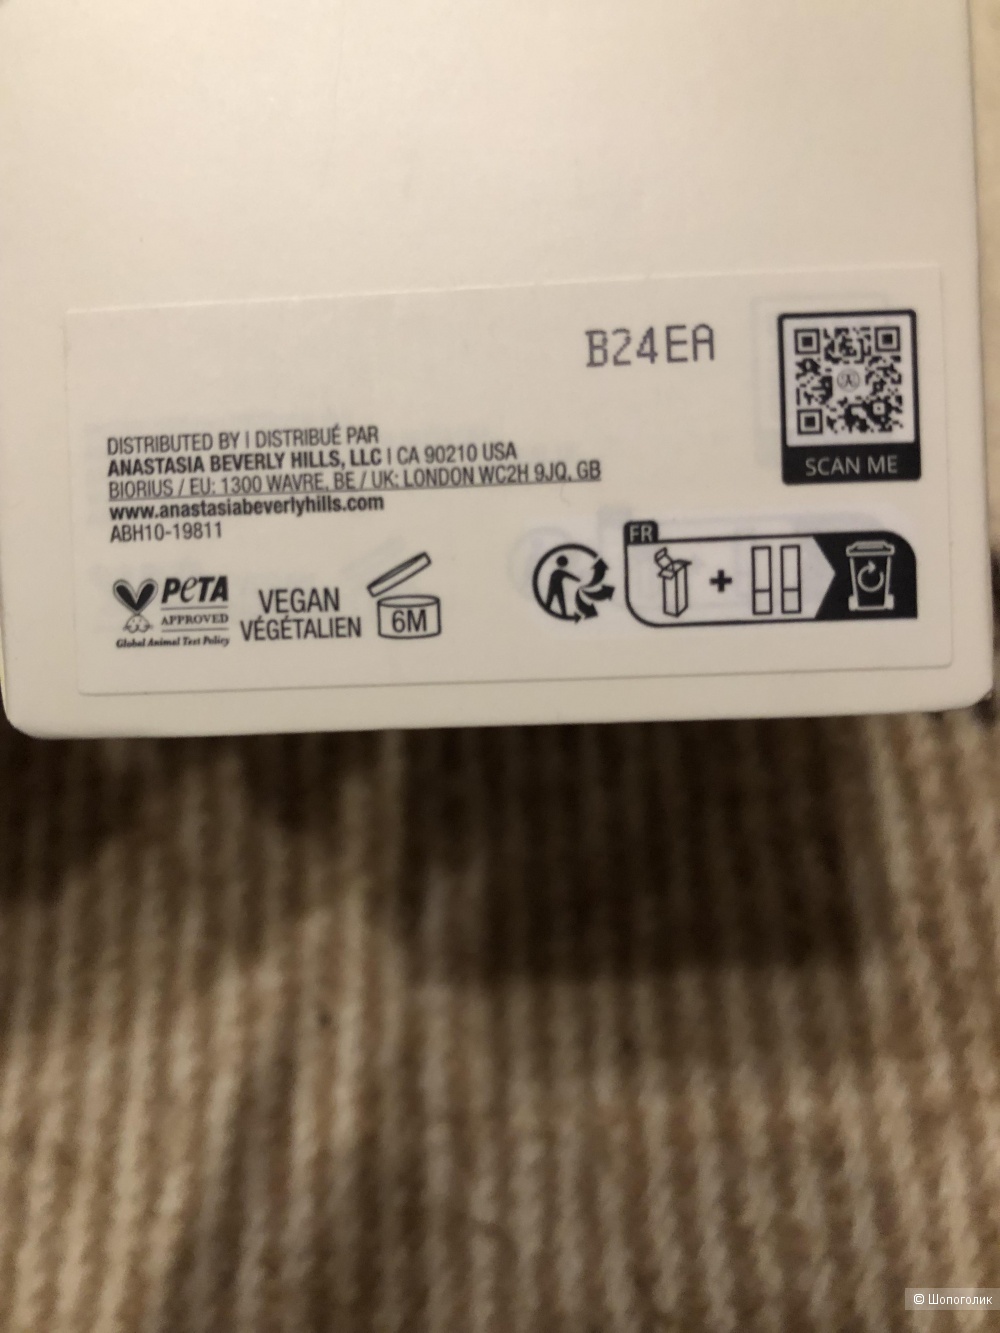 B24EA
SCAN ME
DISTRIBUTED BY | DISTRIBUÉ PAR
ANASTASIA BEVERLY HILLS, LLC | CA 90210 USA
BIORIUS / EU: 1300 WAVRE, BE / UK: LONDON WC2H 9JQ, GB
www.anastasiabeverlyhills.com
ABH10-19811
FR
PETA
APPROVED
Global Animal Test Policy
VEGAN
VÉGÉTALIEN
6M
© Шопоголик